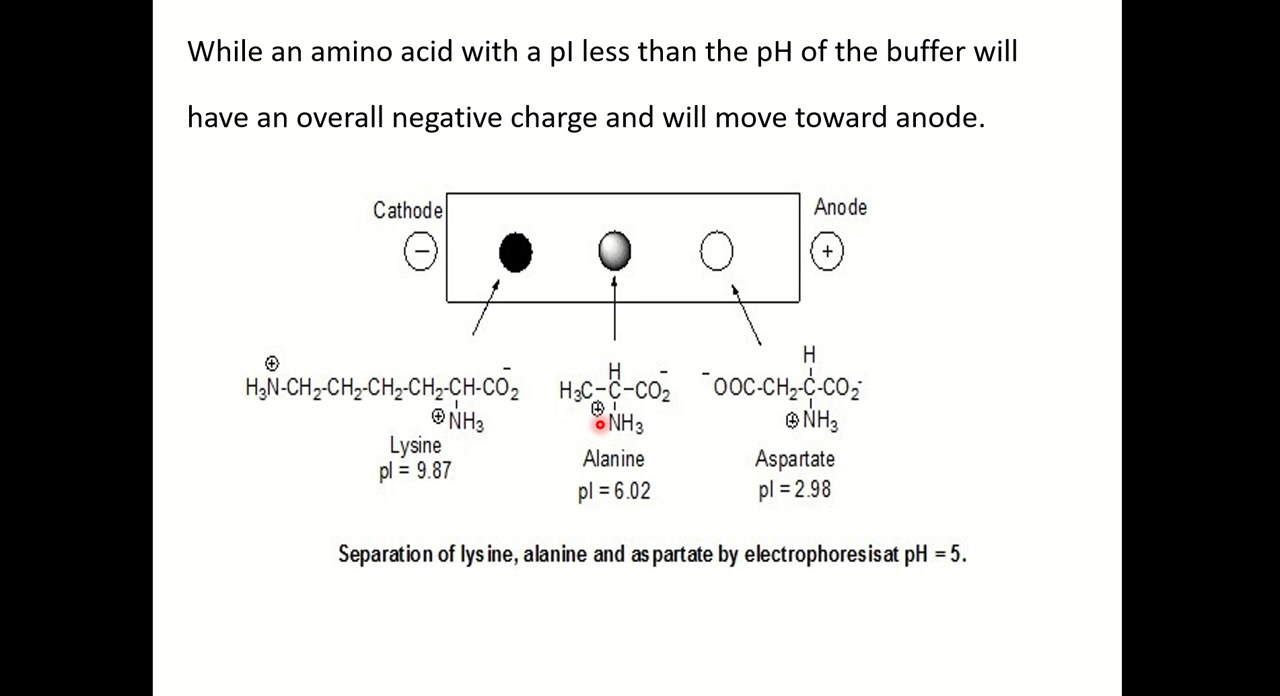 While an amino acid with a pI less than the pH of the buffer will
have an overall negative charge and will move toward anode.
Cathode
Anode
−
+
H
H
⊕
H₃N-CH₂-CH₂-CH₂-CH₂-CH-CO₂⁻
H₃C-C-CO₂⁻
⁻OOC-CH₂-C-CO₂⁻
⊕NH₃
⊕
NH₃
⊕NH₃
Lysine
pI = 9.87
Alanine
pI = 6.02
Aspartate
pI = 2.98
Separation of lysine, alanine and aspartate by electrophoresisat pH = 5.